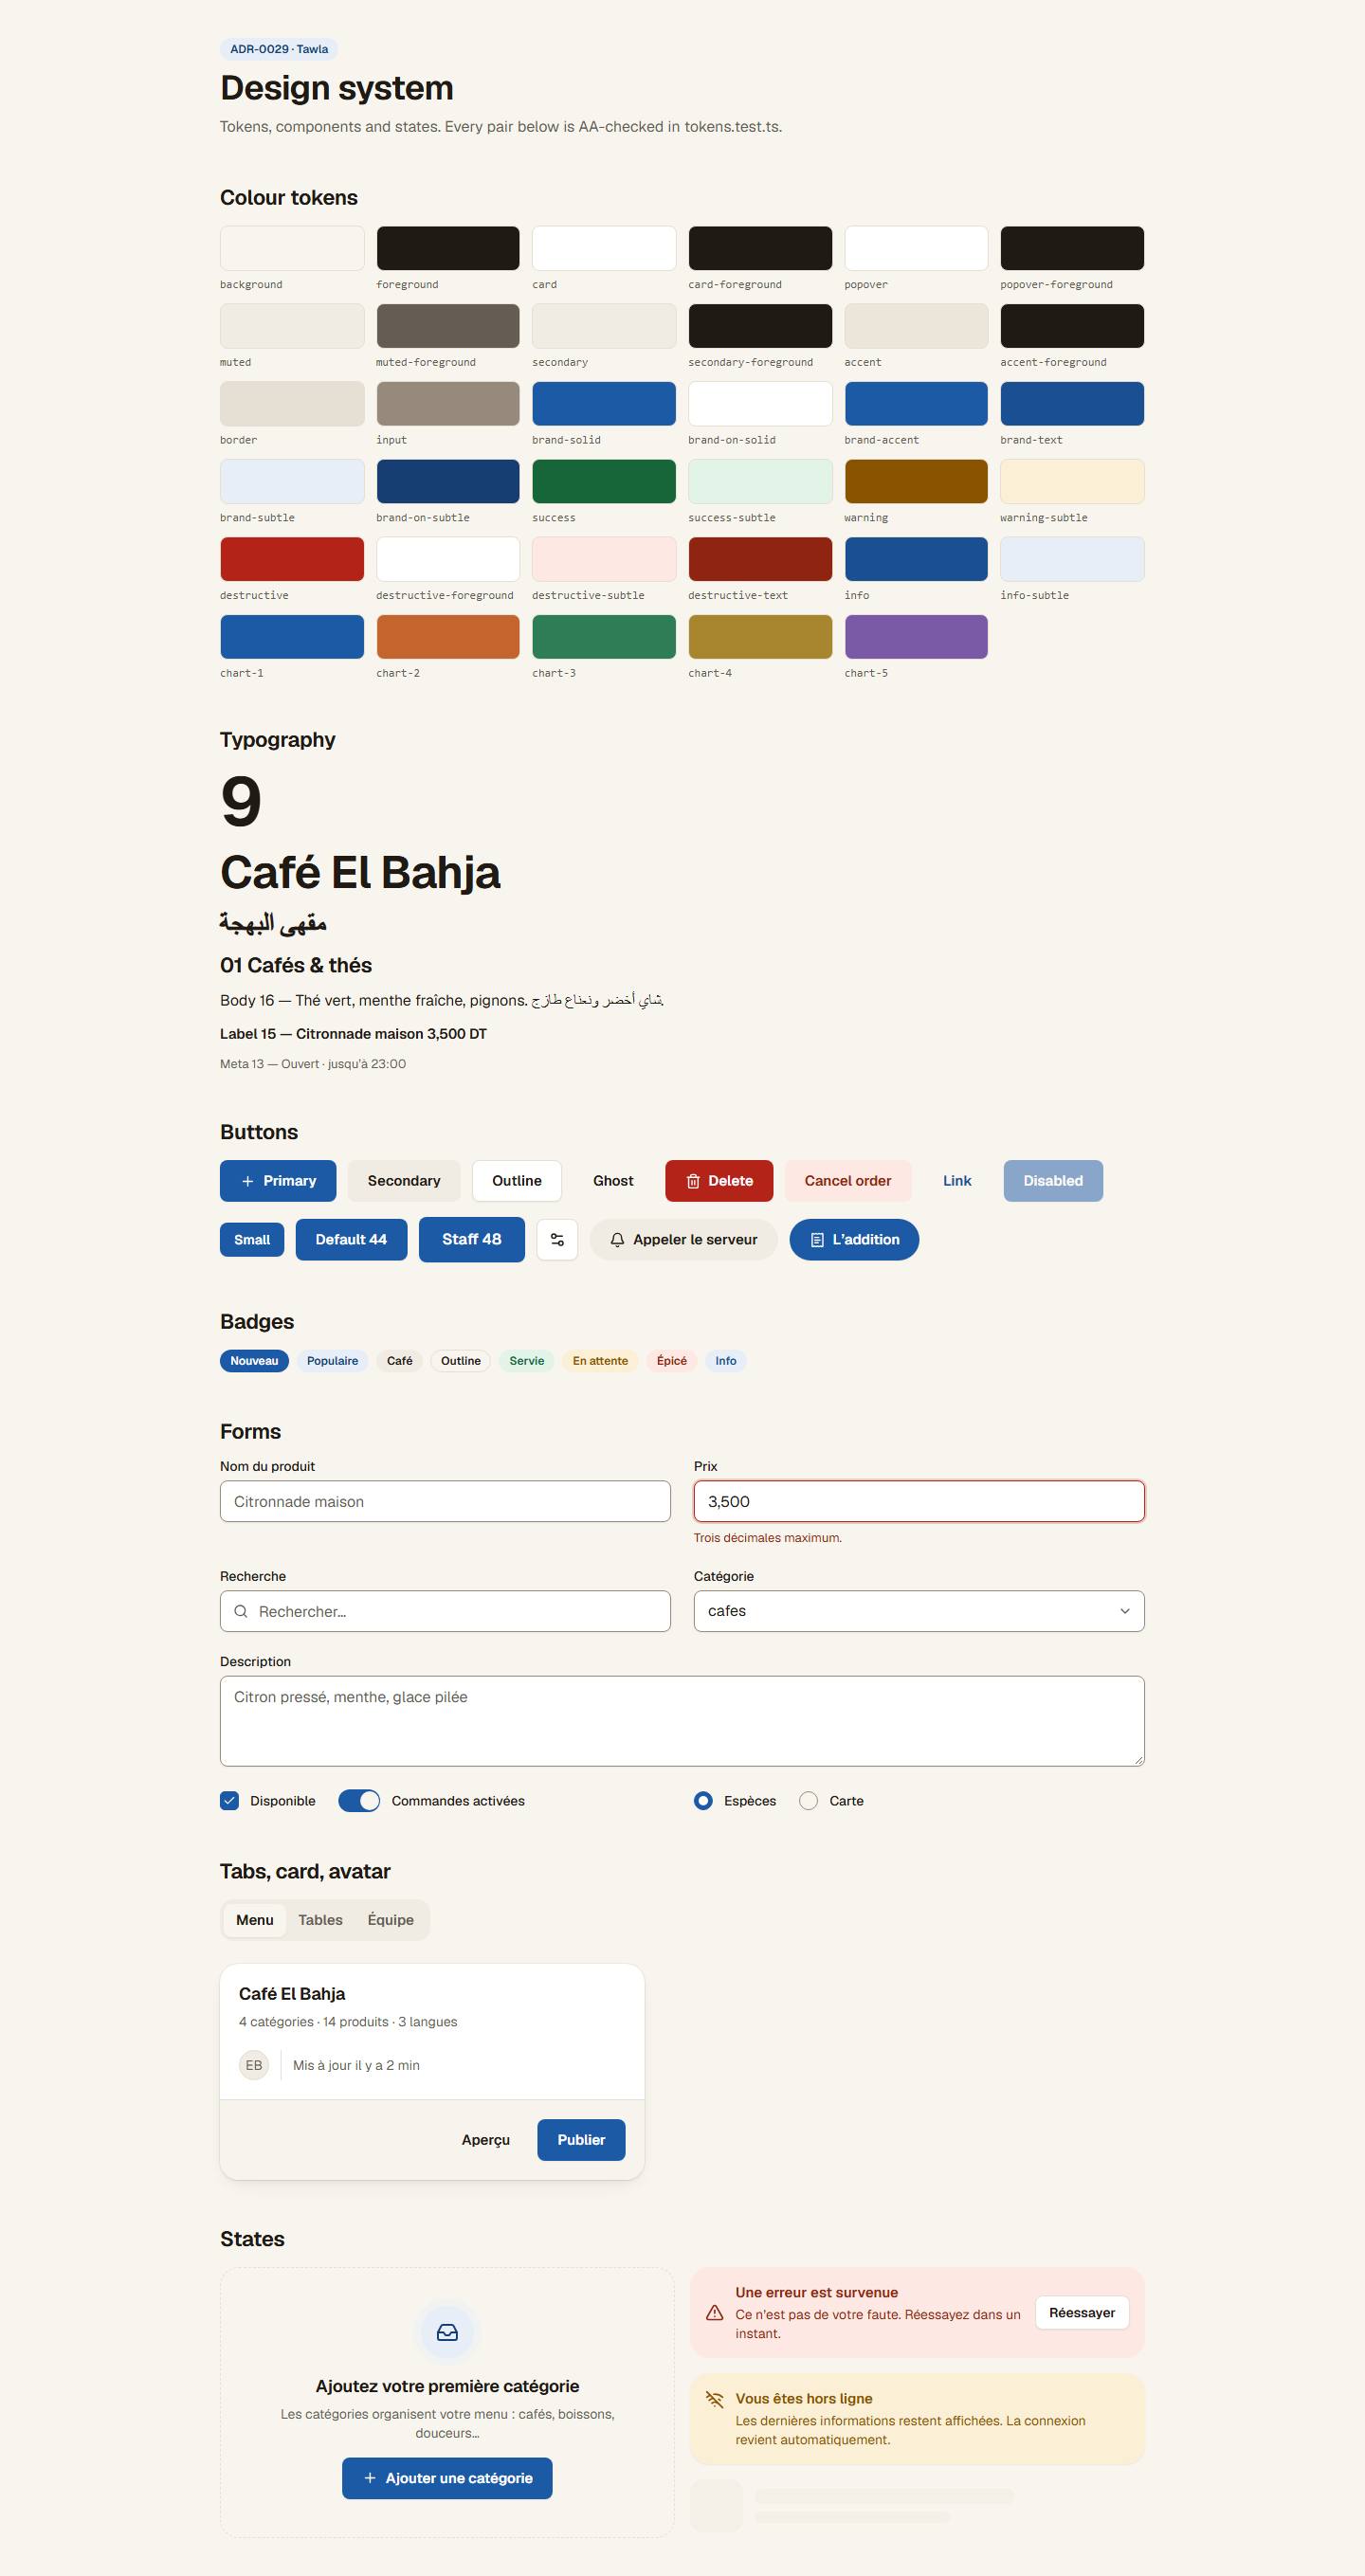 ADR-0029 · Tawla
Design system
Tokens, components and states. Every pair below is AA-checked in tokens.test.ts.
Colour tokens
background foreground card card-foreground popover popover-foreground
muted muted-foreground secondary secondary-foreground accent accent-foreground
border input brand-solid brand-on-solid brand-accent brand-text
brand-subtle brand-on-subtle success success-subtle warning warning-subtle
destructive destructive-foreground destructive-subtle destructive-text info info-subtle
chart-1 chart-2 chart-3 chart-4 chart-5
Typography
9
Café El Bahja
مقهى البهجة
01 Cafés & thés
Body 16 — Thé vert, menthe fraîche, pignons. شاي أخضر ونعناع طازج.
Label 15 — Citronnade maison 3,500 DT
Meta 13 — Ouvert · jusqu'à 23:00
Buttons
Primary Secondary Outline Ghost Delete Cancel order Link Disabled
Small Default 44 Staff 48 Appeler le serveur L'addition
Badges
Nouveau Populaire Café Outline Servie En attente Épicé Info
Forms
Nom du produit Prix
Citronnade maison 3,500
Trois décimales maximum.
Recherche Catégorie
Rechercher… cafes
Description
Citron pressé, menthe, glace pilée
Disponible Commandes activées Espèces Carte
Tabs, card, avatar
Menu Tables Équipe
Café El Bahja
4 catégories · 14 produits · 3 langues
EB Mis à jour il y a 2 min
Aperçu Publier
States
Ajoutez votre première catégorie
Les catégories organisent votre menu : cafés, boissons,
douceurs…
Ajouter une catégorie
Une erreur est survenue
Ce n'est pas de votre faute. Réessayez dans un
instant.
Réessayer
Vous êtes hors ligne
Les dernières informations restent affichées. La connexion
revient automatiquement.